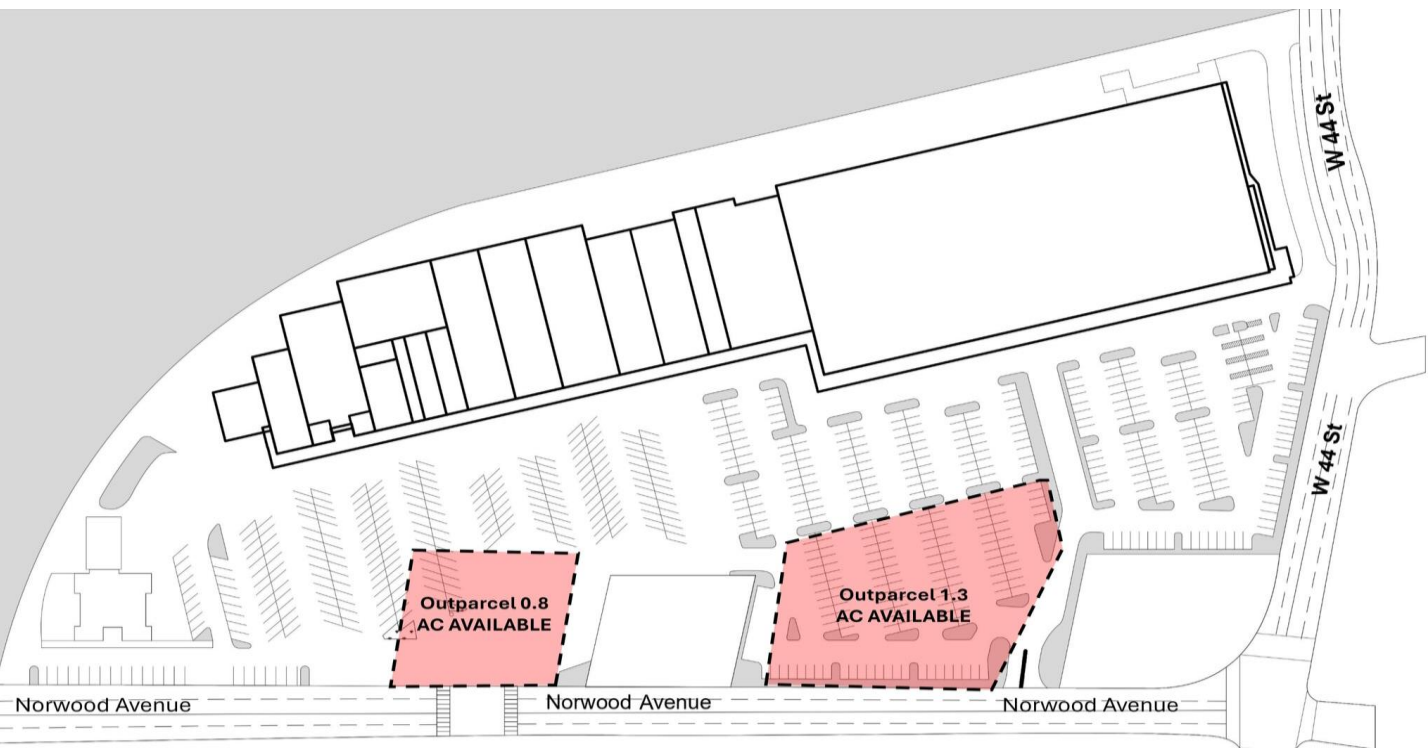 W 44 St
W 44 St
Outparcel 0.8
AC AVAILABLE
Outparcel 1.3
AC AVAILABLE
Norwood Avenue
Norwood Avenue
Norwood Avenue